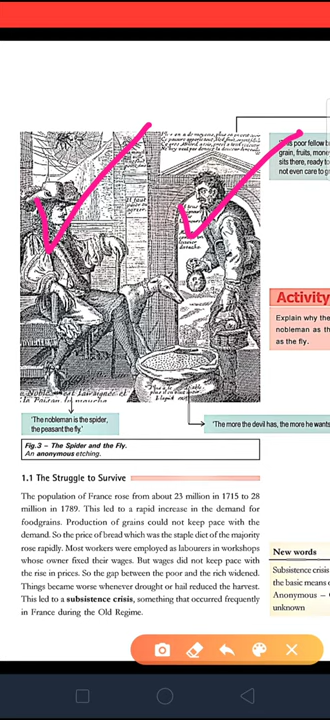 is poor fellow b
grain, fruits, mone
sits there, ready to
not even care to g
Activity
Explain why the
nobleman as th
as the fly.
'The nobleman is the spider,
the peasant the fly.'
'The more the devil has, the more he wants
Fig.3 – The Spider and the Fly.
An anonymous etching.
1.1 The Struggle to Survive
The population of France rose from about 23 million in 1715 to 28
million in 1789. This led to a rapid increase in the demand for
foodgrains. Production of grains could not keep pace with the
demand. So the price of bread which was the staple diet of the majority
rose rapidly. Most workers were employed as labourers in workshops
whose owner fixed their wages. But wages did not keep pace with
the rise in prices. So the gap between the poor and the rich widened.
Things became worse whenever drought or hail reduced the harvest.
This led to a subsistence crisis, something that occurred frequently
in France during the Old Regime.
New words
Subsistence crisis
the basic means o
Anonymous –
unknown